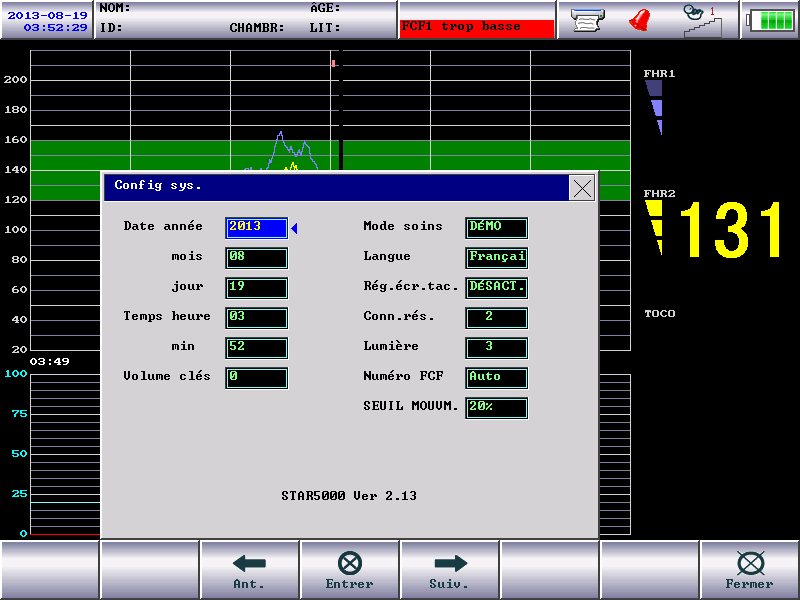 2013-08-19
03:52:29
NOM:
AGE:
ID:
CHAMBR:
LIT:
FCF1 trop basse
1
200
180
160
140
120
100
80
60
40
20
03:49
100
75
50
25
0
FHR1
FHR2
131
TOCO
Config sys.
Date année 2013
Mode soins DéMO
mois 08
Langue Françai
jour 19
Rég.écr.tac. DéSACT.
Temps heure 03
Conn.rés. 2
min 52
Lumière 3
Volume clés 0
Numéro FCF Auto
SEUIL MOUVM. 20%
STAR5000 Ver 2.13
Ant.
Entrer
Suiv.
Fermer